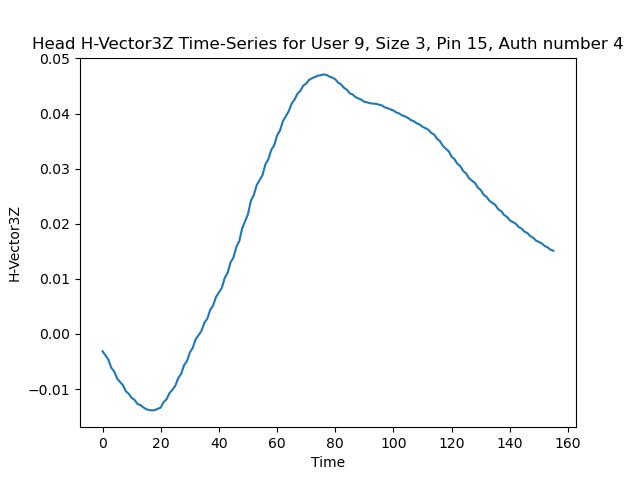 Head H-Vector3Z Time-Series for User 9, Size 3, Pin 15, Auth number 4
0.05
0.04
0.03
0.02
0.01
0.00
−0.01
H-Vector3Z
0 20 40 60 80 100 120 140 160
Time